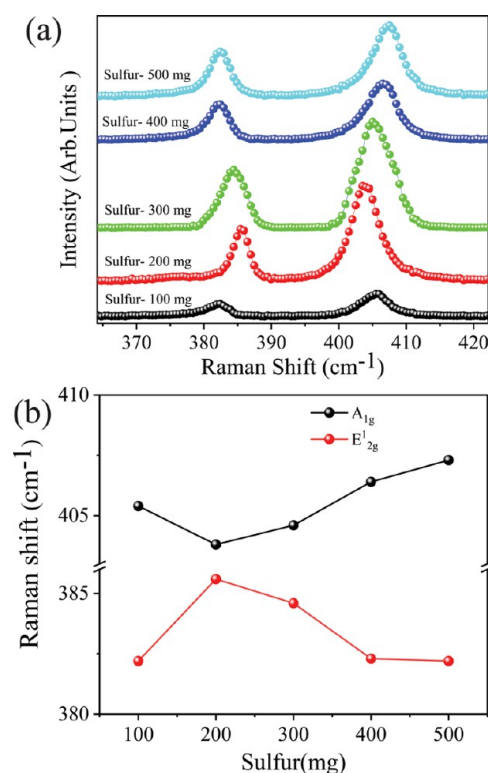 (a)
Intensity (Arb.Units)
Sulfur- 500 mg
Sulfur- 400 mg
Sulfur- 300 mg
Sulfur- 200 mg
Sulfur- 100 mg
370 380 390 400 410 420
Raman Shift (cm-1)
(b)
Raman shift (cm-1)
410
405
385
380
A1g
E12g
100 200 300 400 500
Sulfur(mg)